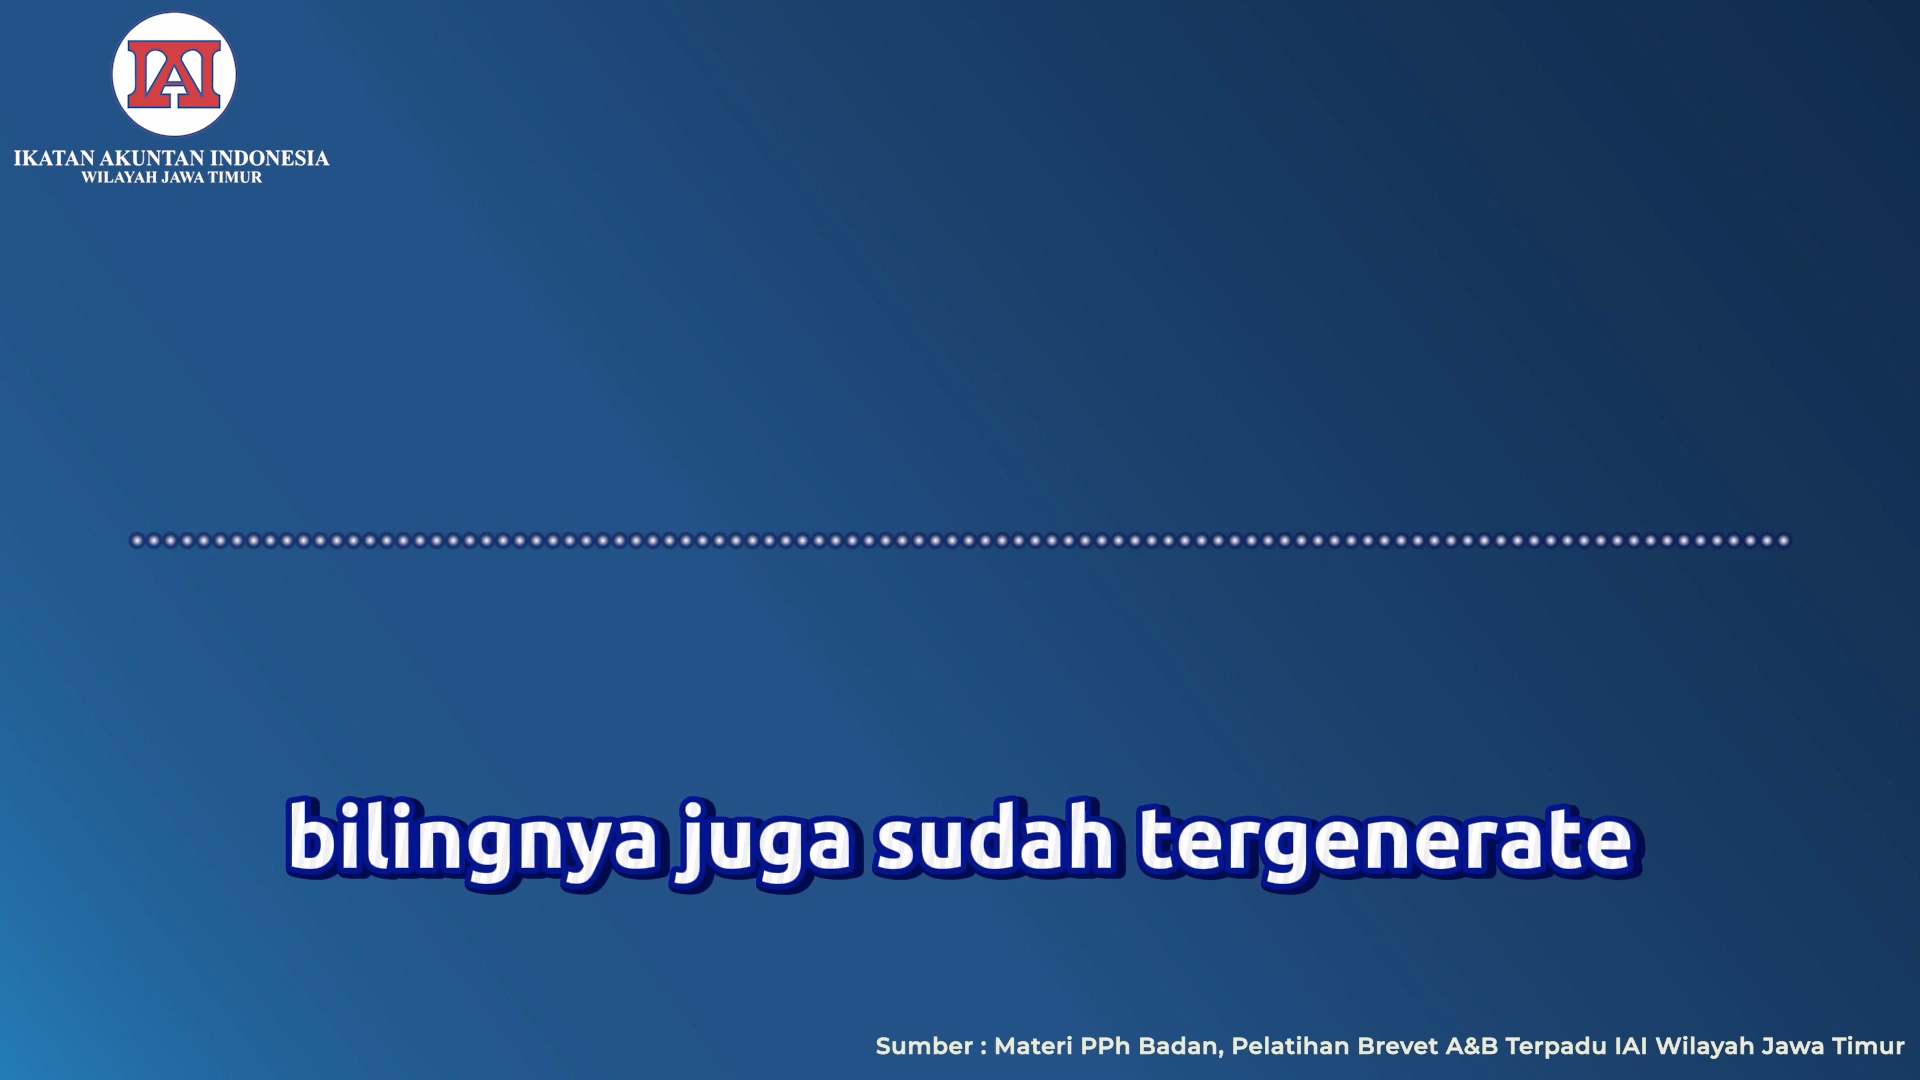 IAI
IKATAN AKUNTAN INDONESIA
WILAYAH JAWA TIMUR
bilingnya juga sudah tergenerate
Sumber : Materi PPh Badan, Pelatihan Brevet A&B Terpadu IAI Wilayah Jawa Timur